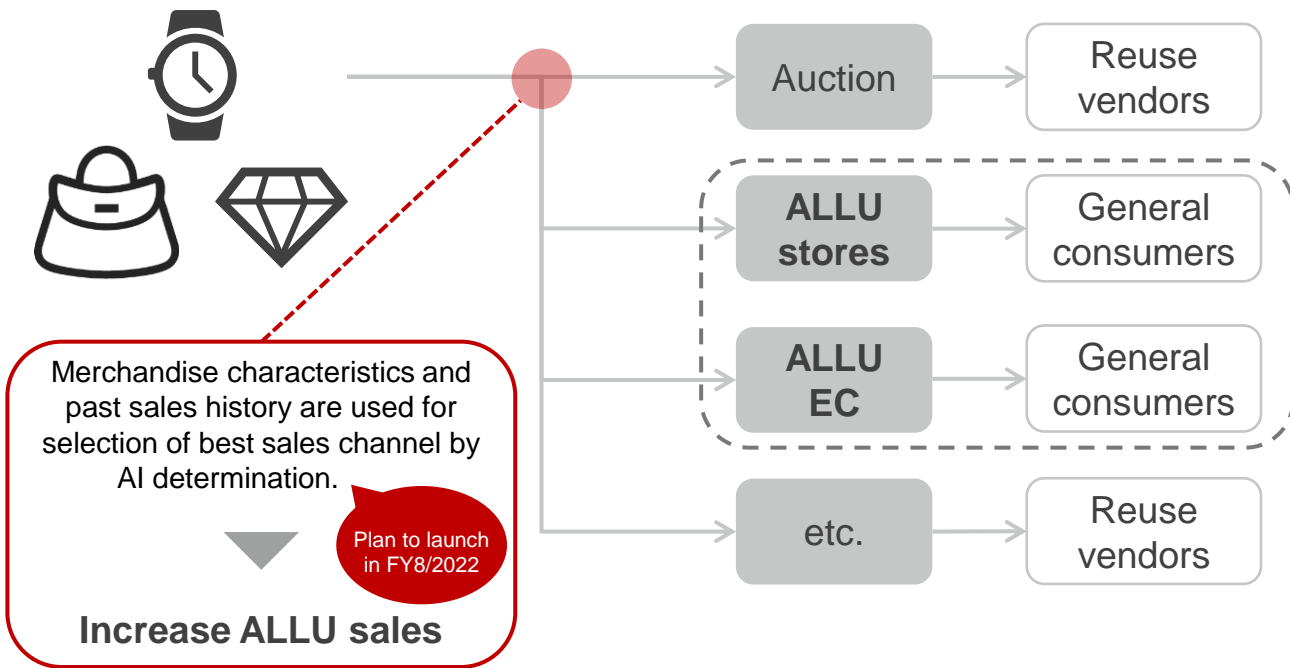 Auction
Reuse
vendors
ALLU
stores
General
consumers
ALLU
EC
General
consumers
etc.
Reuse
vendors
Merchandise characteristics and
past sales history are used for
selection of best sales channel by
AI determination.
Plan to launch
in FY8/2022
Increase ALLU sales